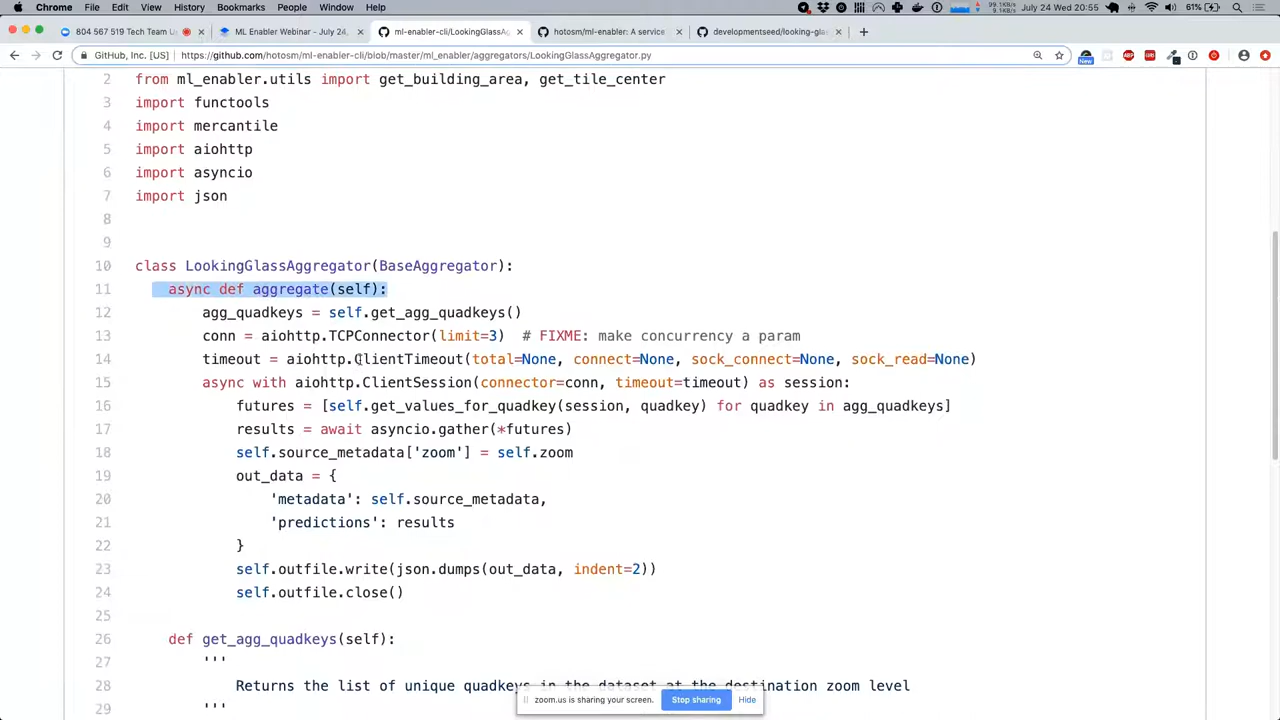 Chrome File Edit View History Bookmarks People Window Help 99.1KB/s 9.1KB/s July 24 Wed 20:55 61%
804 567 519 Tech Team U ML Enabler Webinar - July 24, ml-enabler-cli/LookingGlassAg hotosm/ml-enabler: A service developmentseed/looking-gla
GitHub, Inc. [US] https://github.com/hotosm/ml-enabler-cli/blob/master/ml_enabler/aggregators/LookingGlassAggregator.py New ABP
2 from ml_enabler.utils import get_building_area, get_tile_center
3 import functools
4 import mercantile
5 import aiohttp
6 import asyncio
7 import json
8
9
10 class LookingGlassAggregator(BaseAggregator):
11 async def aggregate(self):
12 agg_quadkeys = self.get_agg_quadkeys()
13 conn = aiohttp.TCPConnector(limit=3) # FIXME: make concurrency a param
14 timeout = aiohttp.ClientTimeout(total=None, connect=None, sock_connect=None, sock_read=None)
15 async with aiohttp.ClientSession(connector=conn, timeout=timeout) as session:
16 futures = [self.get_values_for_quadkey(session, quadkey) for quadkey in agg_quadkeys]
17 results = await asyncio.gather(*futures)
18 self.source_metadata['zoom'] = self.zoom
19 out_data = {
20 'metadata': self.source_metadata,
21 'predictions': results
22 }
23 self.outfile.write(json.dumps(out_data, indent=2))
24 self.outfile.close()
25
26 def get_agg_quadkeys(self):
27 '''
28 Returns the list of unique quadkeys in the dataset at the destination zoom level
29 '''
zoom.us is sharing your screen. Stop sharing Hide